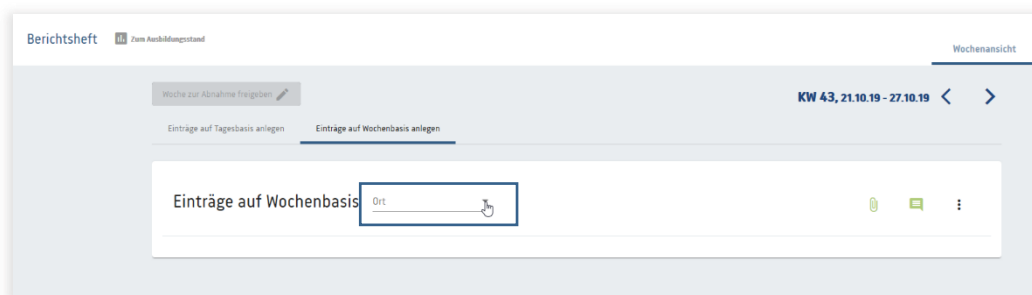 Berichtsheft Zum Ausbildungsstand
Wochenansicht
Woche zur Abnahme freigeben
KW 43, 21.10.19 - 27.10.19
Einträge auf Tagesbasis anlegen Einträge auf Wochenbasis anlegen
Einträge auf Wochenbasis Ort